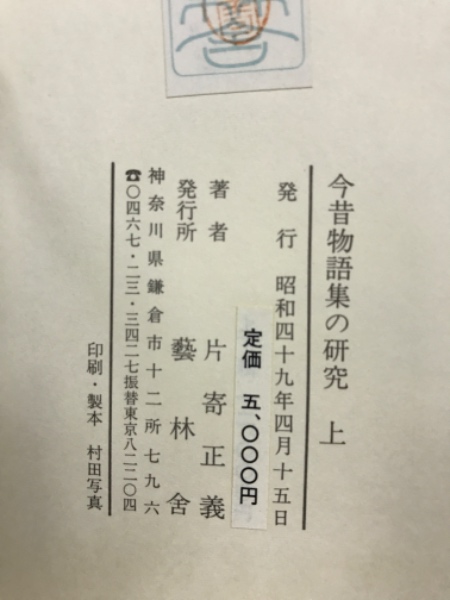 今昔物語集の研究 上
発行 昭和四十九年四月十五日
定価 五、〇〇〇円
著者 片寄正義
発行所 藝林舎
神奈川県鎌倉市十二所七九六
☎〇四六七・二三・三四二七振替東京八二二〇四
印刷・製本 村田写真